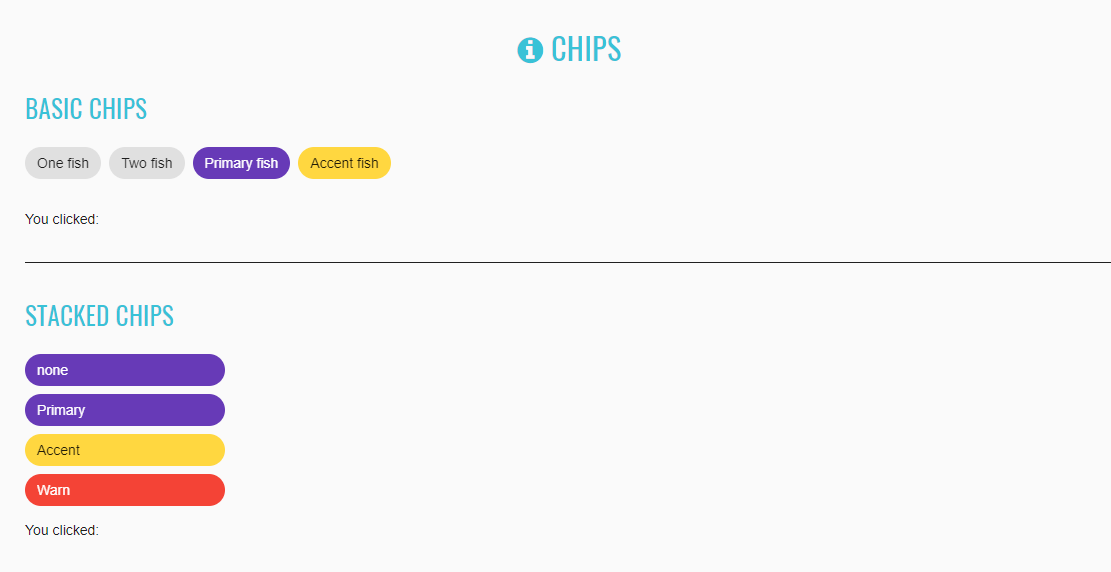 CHIPS
BASIC CHIPS
One fish Two fish Primary fish Accent fish
You clicked:
STACKED CHIPS
none
Primary
Accent
Warn
You clicked: